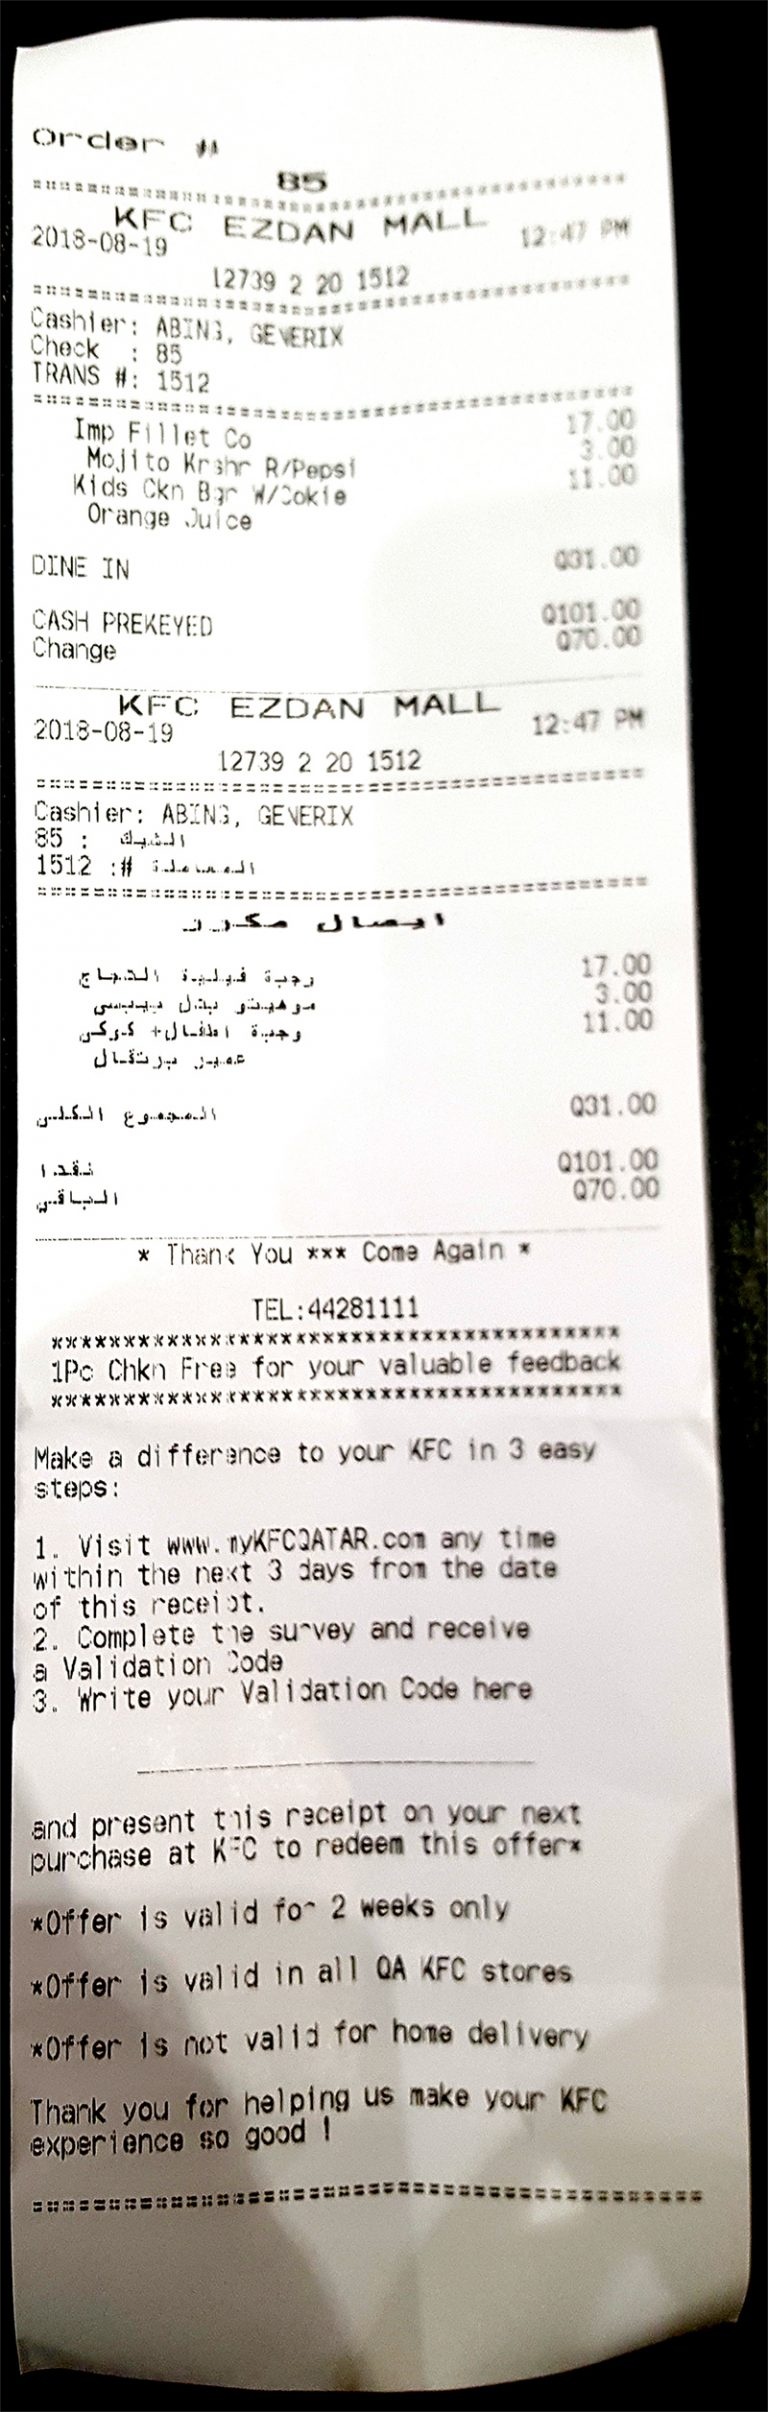 Order #
85
KFC EZDAN MALL
2018-08-19 12:47 PM
12739 2 20 1512
Cashier: ABING, GEVERIX
Check : 85
TRANS #: 1512
Imp Fillet Co 17.00
Mojito Krshr R/Pepsi 3.00
Kids Ckn Bgr W/Cokie 11.00
Orange Juice
DINE IN Q31.00
CASH PREKEYED Q101.00
Change Q70.00
KFC EZDAN MALL
2018-08-19 12:47 PM
12739 2 20 1512
Cashier: ABING, GEVERIX
85 : الشيك
1512 :# المعاملة
ايصال مكرر
وجبة فيلية الدجاج 17.00
موهيتو بدل بيبسي 3.00
وجبة اطفال+ كوكي 11.00
عصير برتقال
المجموع الكلي Q31.00
نقدا Q101.00
الباقي Q70.00
* Thank You *** Come Again *
TEL:44281111
****************************************
1Pc Chkn Free for your valuable feedback
****************************************
Make a difference to your KFC in 3 easy
steps:
1. Visit www.myKFCQATAR.com any time
within the next 3 days from the date
of this receipt.
2. Complete the survey and receive
a Validation Code
3. Write your Validation Code here
and present this receipt on your next
purchase at KFC to redeem this offer*
*Offer is valid for 2 weeks only
*Offer is valid in all QA KFC stores
*Offer is not valid for home delivery
Thank you for helping us make your KFC
experience so good !